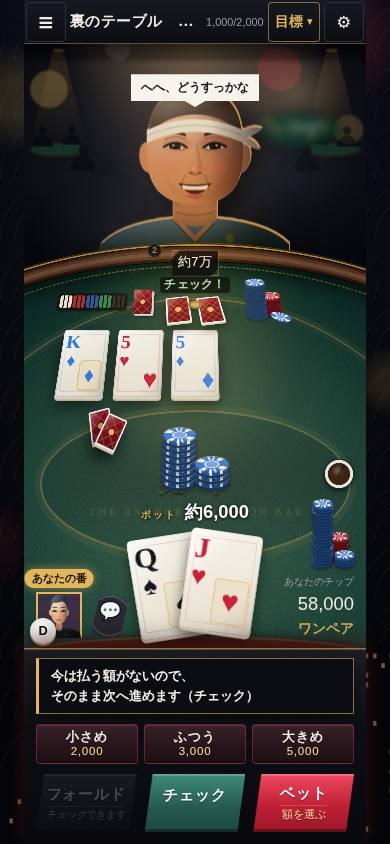 裏のテーブル …
1,000/2,000
目標 ▾
へへ、どうすっかな
2
約7万
チェック！
K
5
5
ポット 約6,000
あなたの番
D
Q
J
あなたのチップ
58,000
ワンペア
今は払う額がないので、
そのまま次へ進めます（チェック）
小さめ
2,000
ふつう
3,000
大きめ
5,000
フォールド
チェックできます
チェック
ベット
額を選ぶ